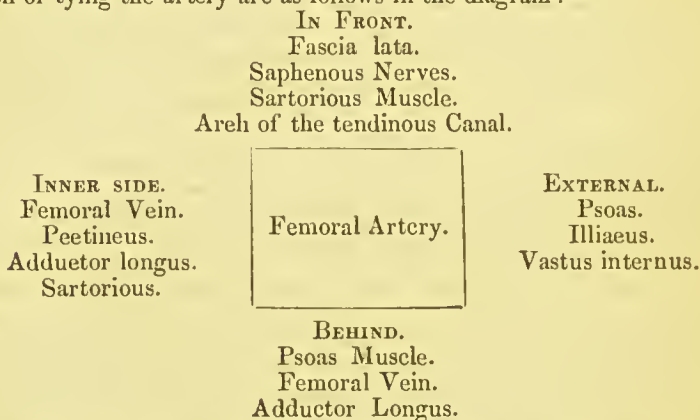 of tying the artery are as follows in the diagram:
IN FRONT.
Fascia lata.
Saphenous Nerves.
Sartorious Muscle.
Arch of the tendinous Canal.
INNER SIDE.
Femoral Vein.
Pectineus.
Adductor longus.
Sartorious.
Femoral Artery.
EXTERNAL.
Psoas.
Illiacus.
Vastus internus.
BEHIND.
Psoas Muscle.
Femoral Vein.
Adductor Longus.